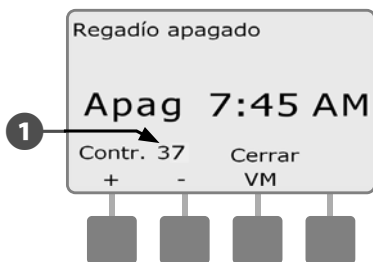 Regadío apagado
Apag 7:45 AM
1
Contr. 37 Cerrar
+ - VM